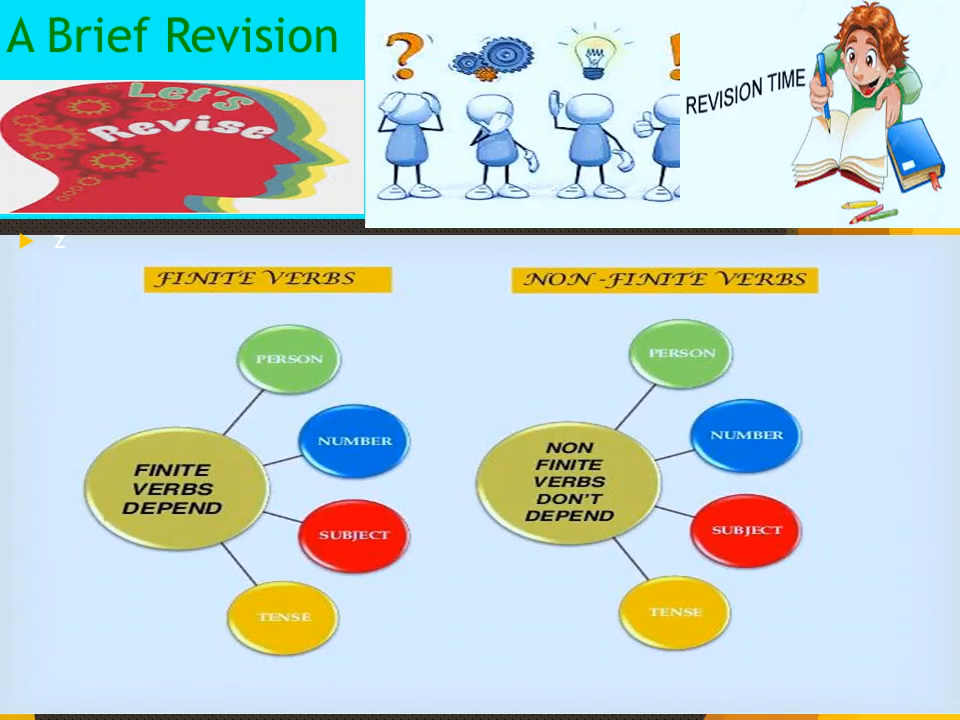 A Brief Revision
Let's
Revise
?
!
REVISION TIME
z
FINITE VERBS
NON-FINITE VERBS
PERSON
NUMBER
FINITE
VERBS
DEPEND
SUBJECT
TENSE
PERSON
NUMBER
NON
FINITE
VERBS
DON'T
DEPEND
SUBJECT
TENSE